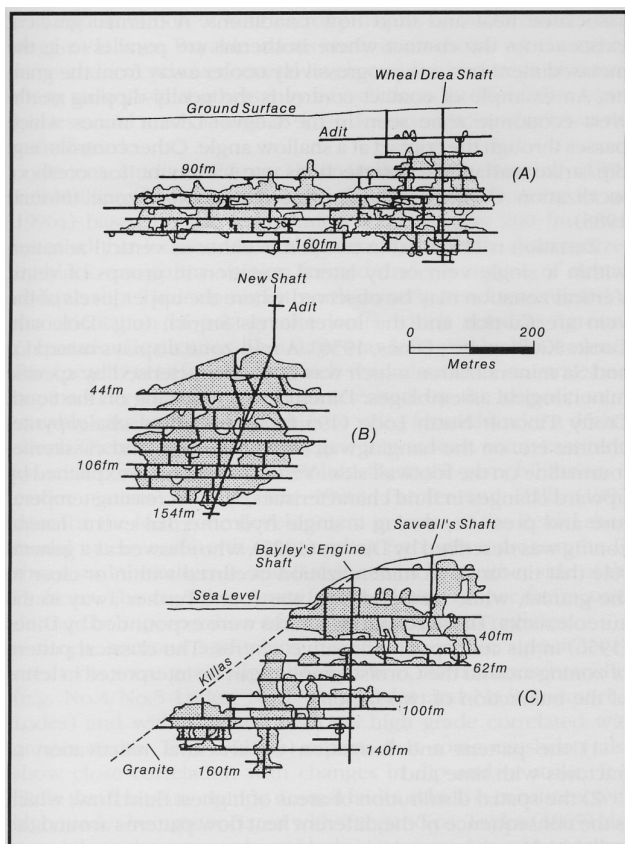 Wheal Drea Shaft
Ground Surface
Adit
(A)
90fm
160fm
New Shaft
Adit
0 200
Metres
44fm
(B)
106fm
154fm
Saveall's Shaft
Bayley's Engine
Shaft
Sea Level
40fm
Killas
62fm
(C)
100fm
140fm
Granite
160fm